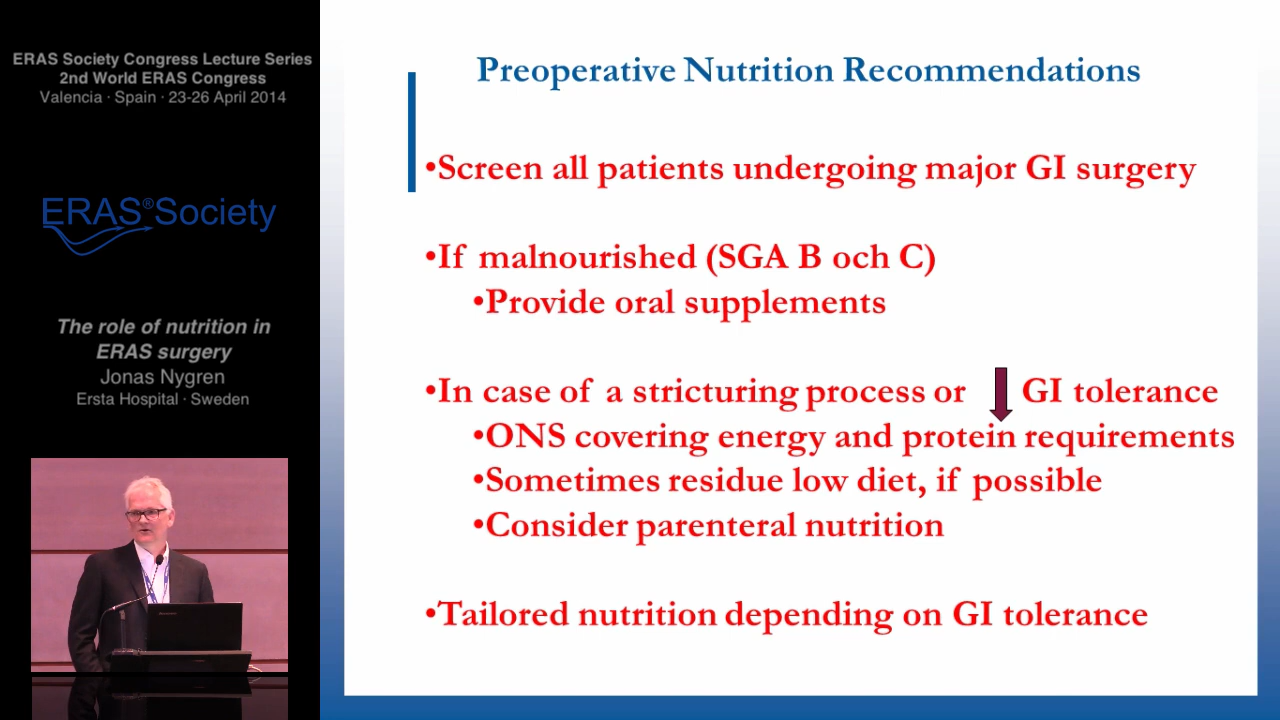 ERAS Society Congress Lecture Series
2nd World ERAS Congress
Valencia · Spain · 23-26 April 2014
ERAS®Society
The role of nutrition in
ERAS surgery
Jonas Nygren
Ersta Hospital · Sweden
Preoperative Nutrition Recommendations
•Screen all patients undergoing major GI surgery
•If malnourished (SGA B och C)
•Provide oral supplements
•In case of a stricturing process or GI tolerance
•ONS covering energy and protein requirements
•Sometimes residue low diet, if possible
•Consider parenteral nutrition
•Tailored nutrition depending on GI tolerance